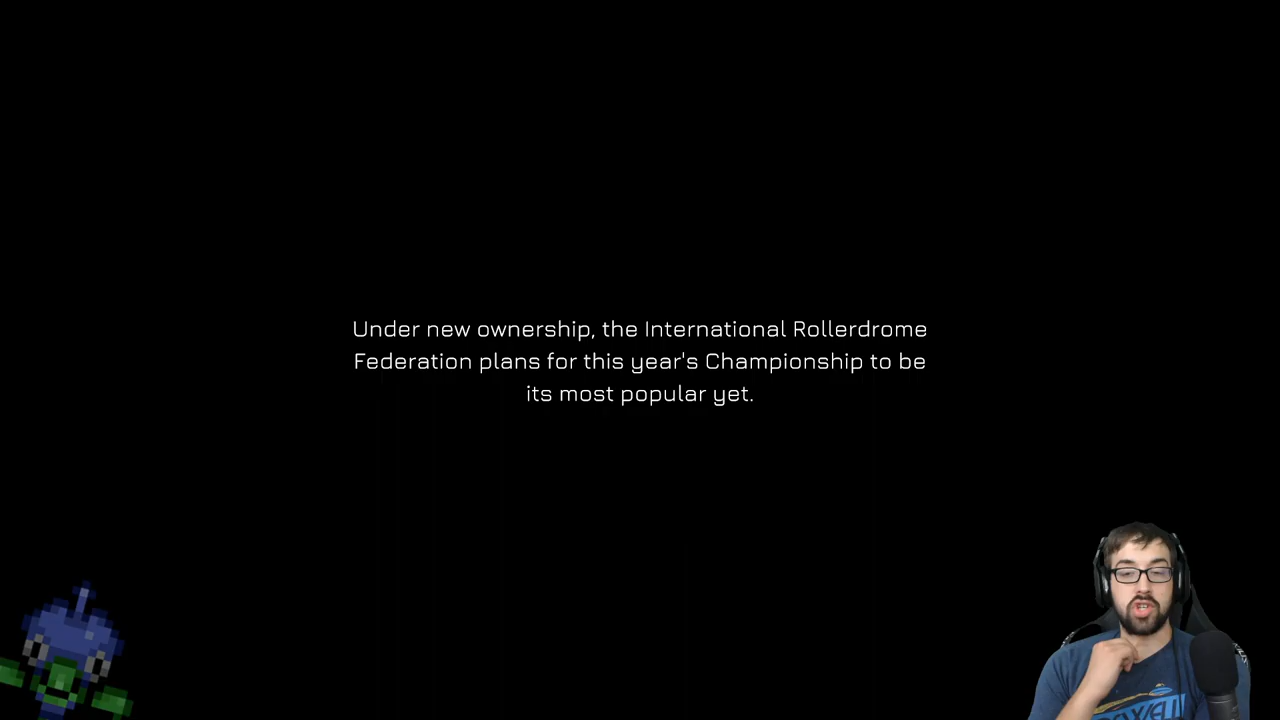 Under new ownership, the International Rollerdrome
Federation plans for this year's Championship to be
its most popular yet.